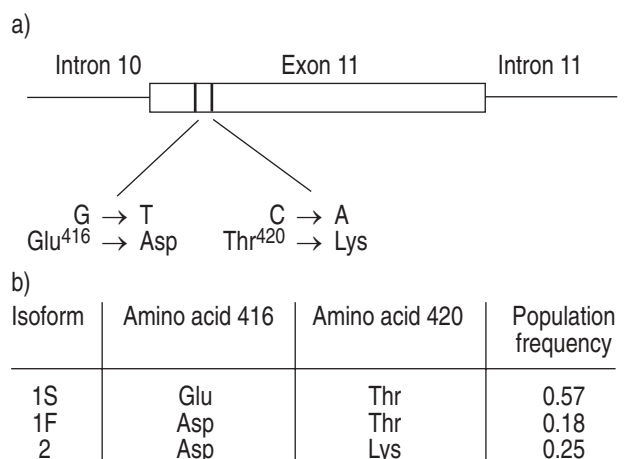 a)
Intron 10 Exon 11 Intron 11
G → T C → A
Glu416 → Asp Thr420 → Lys
b)
Isoform Amino acid 416 Amino acid 420 Population
frequency
1S Glu Thr 0.57
1F Asp Thr 0.18
2 Asp Lys 0.25